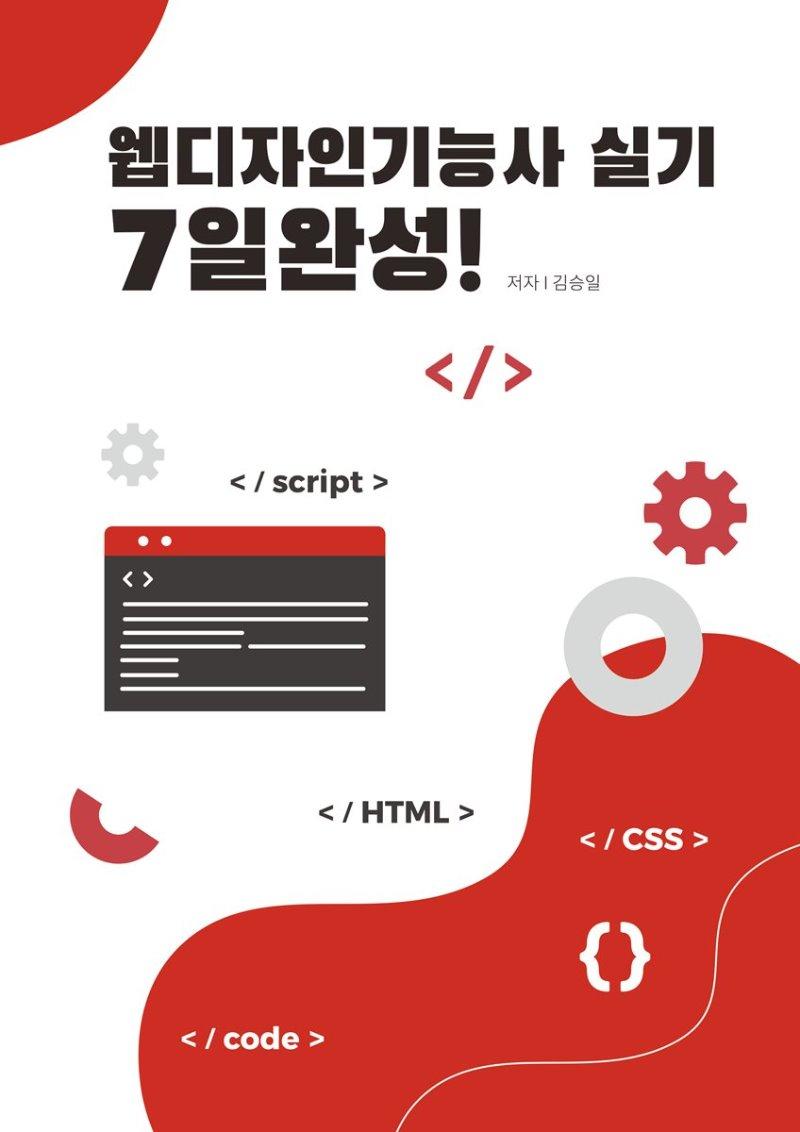 웹디자인기능사 실기
7일완성!
저자 I 김승일
</>
</ script >
<>
</ HTML >
</ CSS >
{}
</ code >